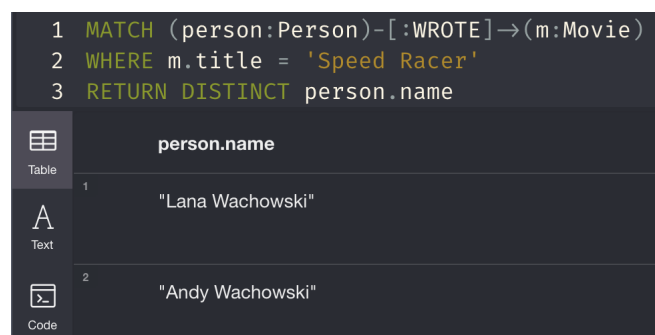 1 MATCH (person:Person)-[:WROTE]→(m:Movie)
2 WHERE m.title = 'Speed Racer'
3 RETURN DISTINCT person.name
Table
person.name
1
"Lana Wachowski"
A
Text
2
"Andy Wachowski"
>_
Code